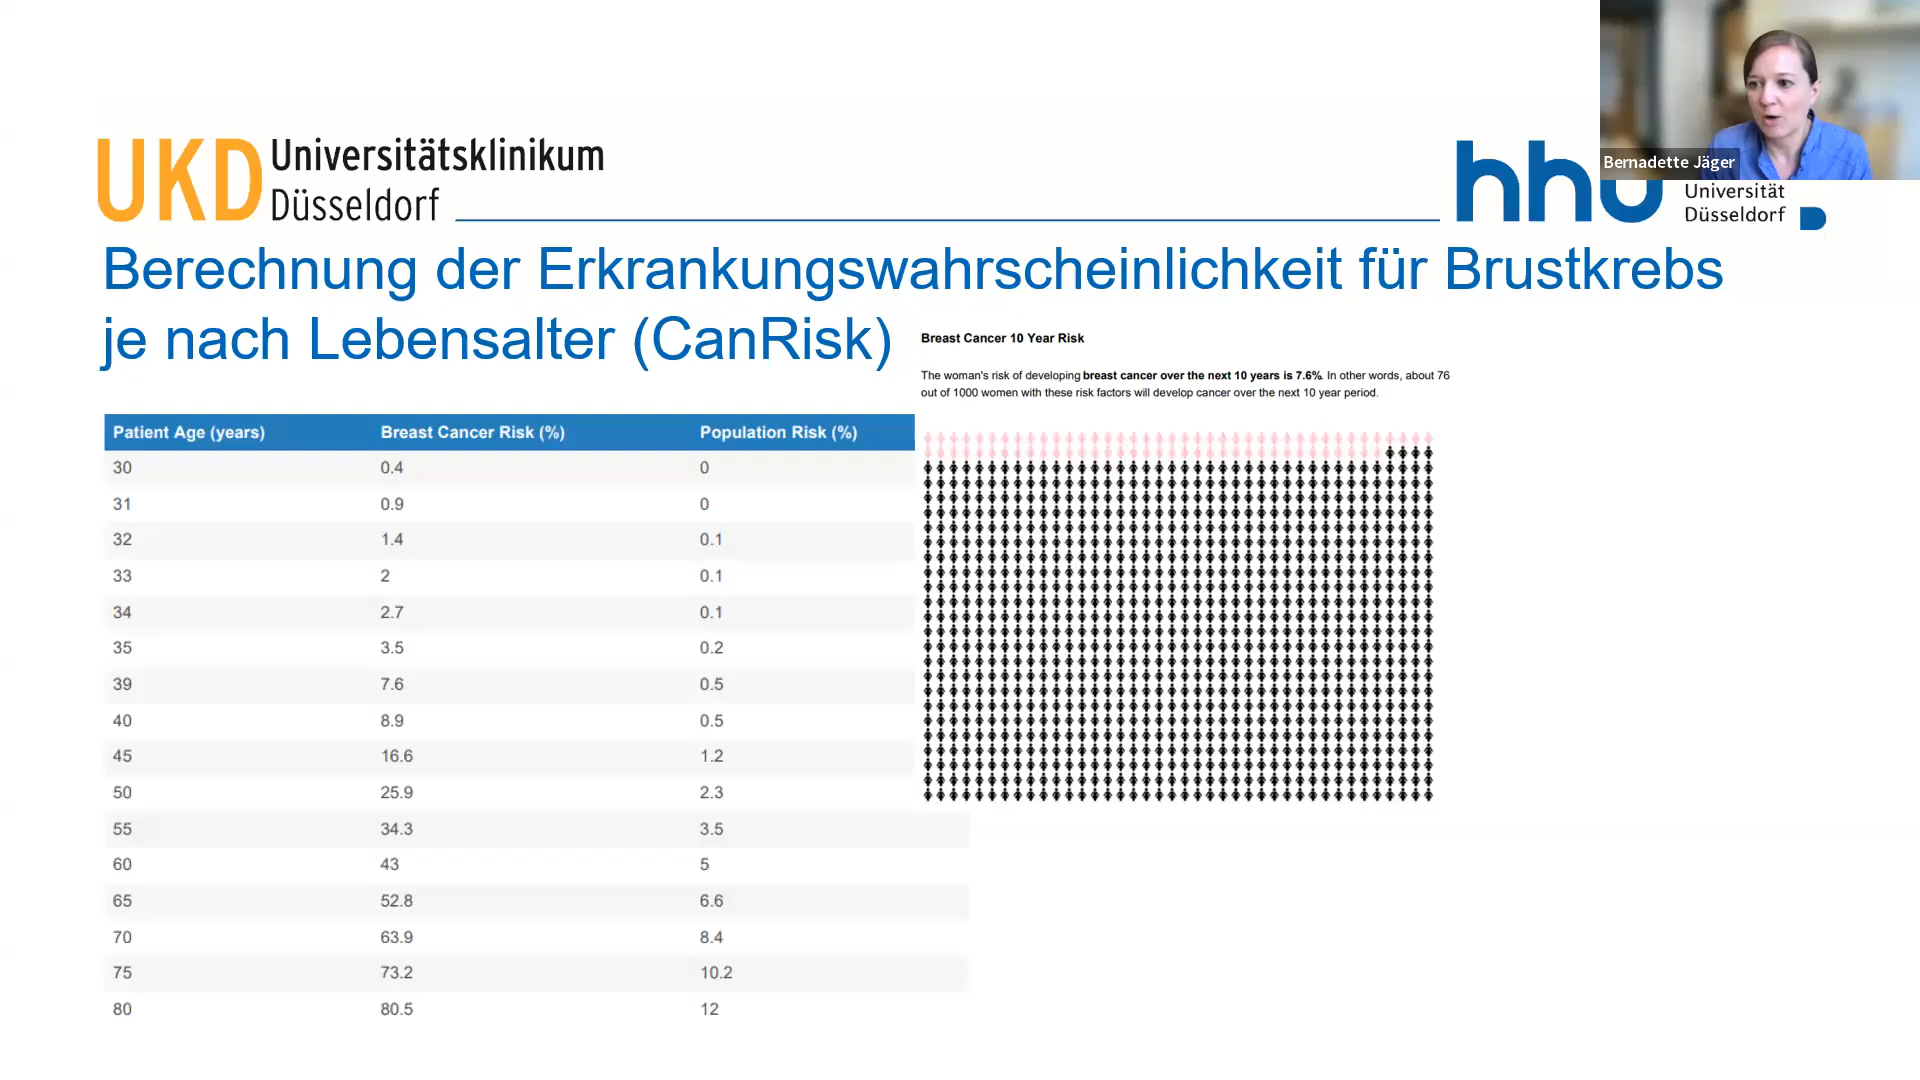 Bernadette Jäger
UKD Universitätsklinikum
Düsseldorf
hhu
Universität
Düsseldorf
Berechnung der Erkrankungswahrscheinlichkeit für Brustkrebs
je nach Lebensalter (CanRisk)
Breast Cancer 10 Year Risk
The woman's risk of developing breast cancer over the next 10 years is 7.6%. In other words, about 76
out of 1000 women with these risk factors will develop cancer over the next 10 year period.
Patient Age (years) Breast Cancer Risk (%) Population Risk (%)
30 0.4 0
31 0.9 0
32 1.4 0.1
33 2 0.1
34 2.7 0.1
35 3.5 0.2
39 7.6 0.5
40 8.9 0.5
45 16.6 1.2
50 25.9 2.3
55 34.3 3.5
60 43 5
65 52.8 6.6
70 63.9 8.4
75 73.2 10.2
80 80.5 12